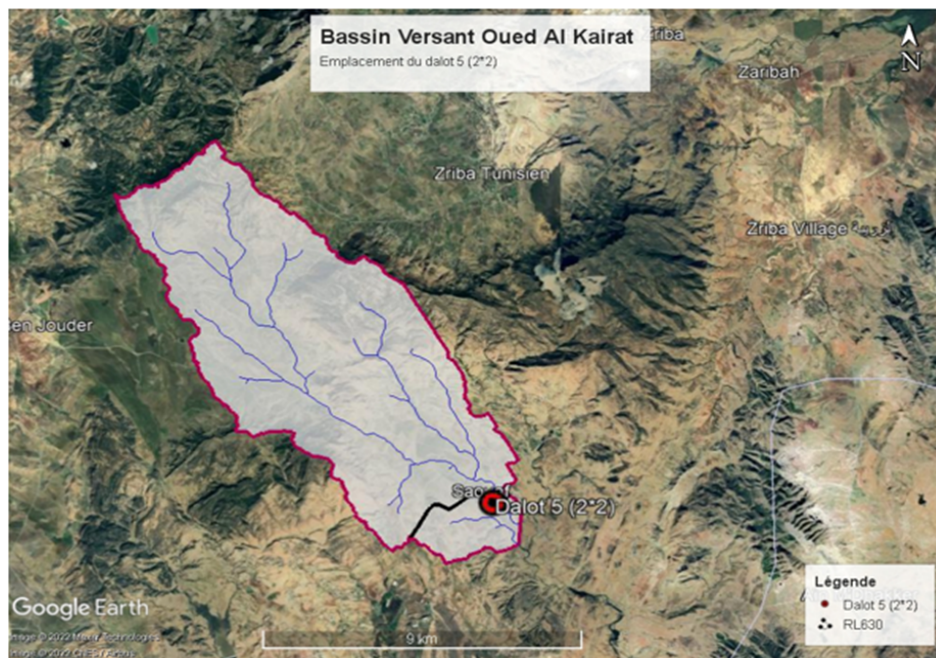 Bassin Versant Oued Al Kairat
Emplacement du dalot 5 (2*2)
N
Zaribah
Zriba Tunisien
Zriba Village
Jouder
Dalot 5 (2*2)
Légende
Dalot 5 (2*2)
RL630
Google Earth
9 km